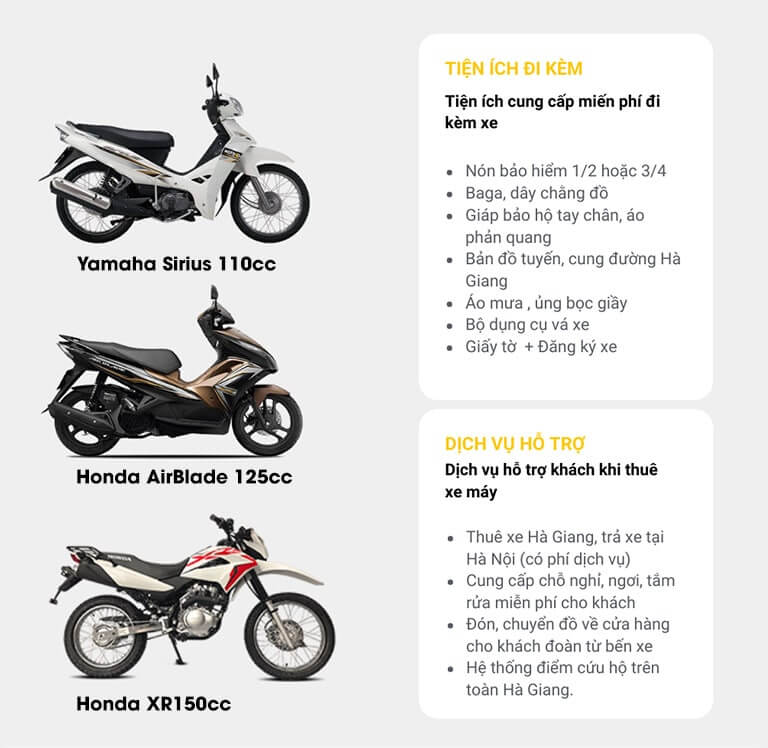 Yamaha Sirius 110cc
Honda AirBlade 125cc
HONDA
Honda XR150cc
TIỆN ÍCH ĐI KÈM
Tiện ích cung cấp miến phí đi
kèm xe
Nón bảo hiểm 1/2 hoặc 3/4
Baga, dây chằng đồ
Giáp bảo hộ tay chân, áo
phản quang
Bản đồ tuyến, cung đường Hà
Giang
Áo mưa , ủng bọc giầy
Bộ dụng cụ vá xe
Giấy tờ + Đăng ký xe
DỊCH VỤ HỖ TRỢ
Dịch vụ hỗ trợ khách khi thuê
xe máy
Thuê xe Hà Giang, trả xe tại
Hà Nội (có phí dịch vụ)
Cung cấp chỗ nghỉ, ngơi, tắm
rửa miễn phí cho khách
Đón, chuyển đồ về cửa hàng
cho khách đoàn từ bến xe
Hệ thống điểm cứu hộ trên
toàn Hà Giang.